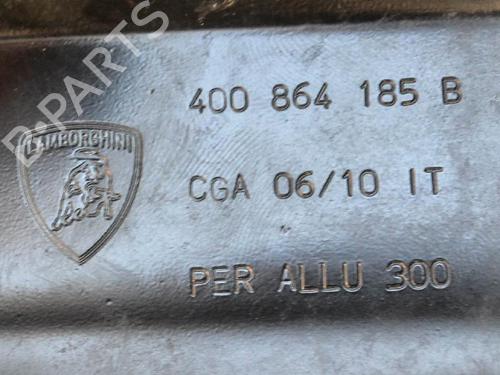 B-PARTS
LAMBORGHINI
400 864 185 B
CGA 06/10 IT
PER ALLU 300